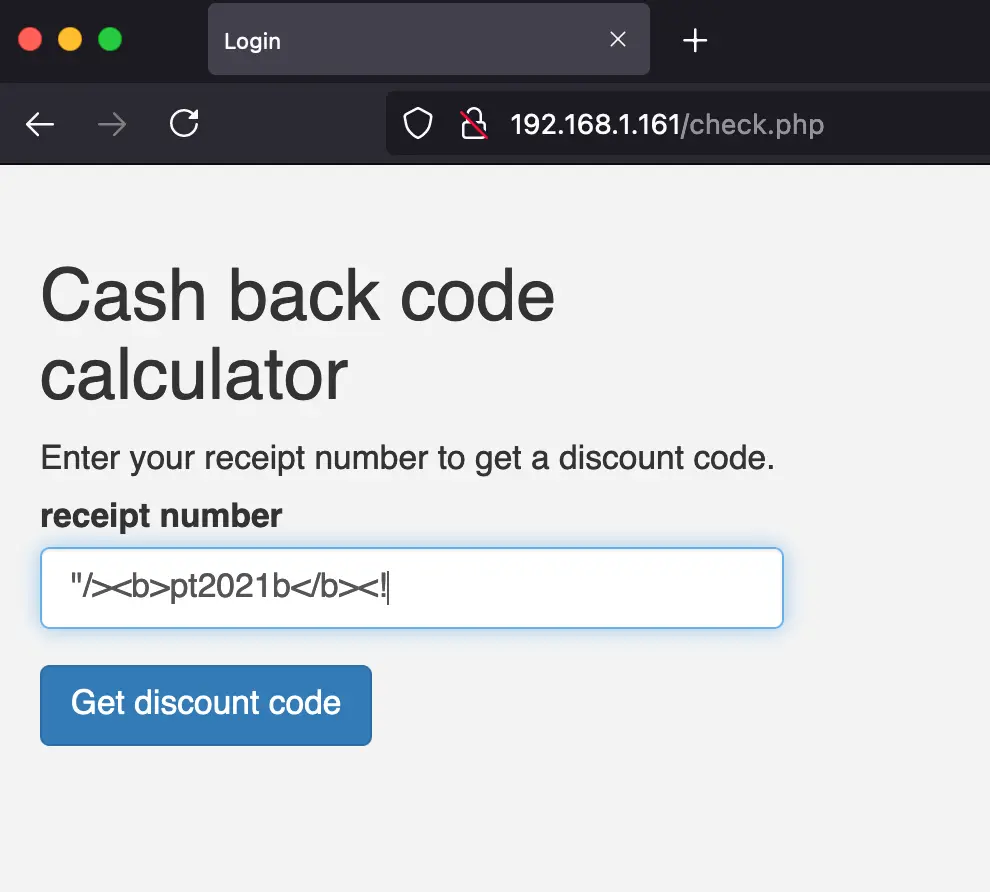 Login
192.168.1.161/check.php
Cash back code
calculator
Enter your receipt number to get a discount code.
receipt number
"/><b>pt2021b</b><!
Get discount code